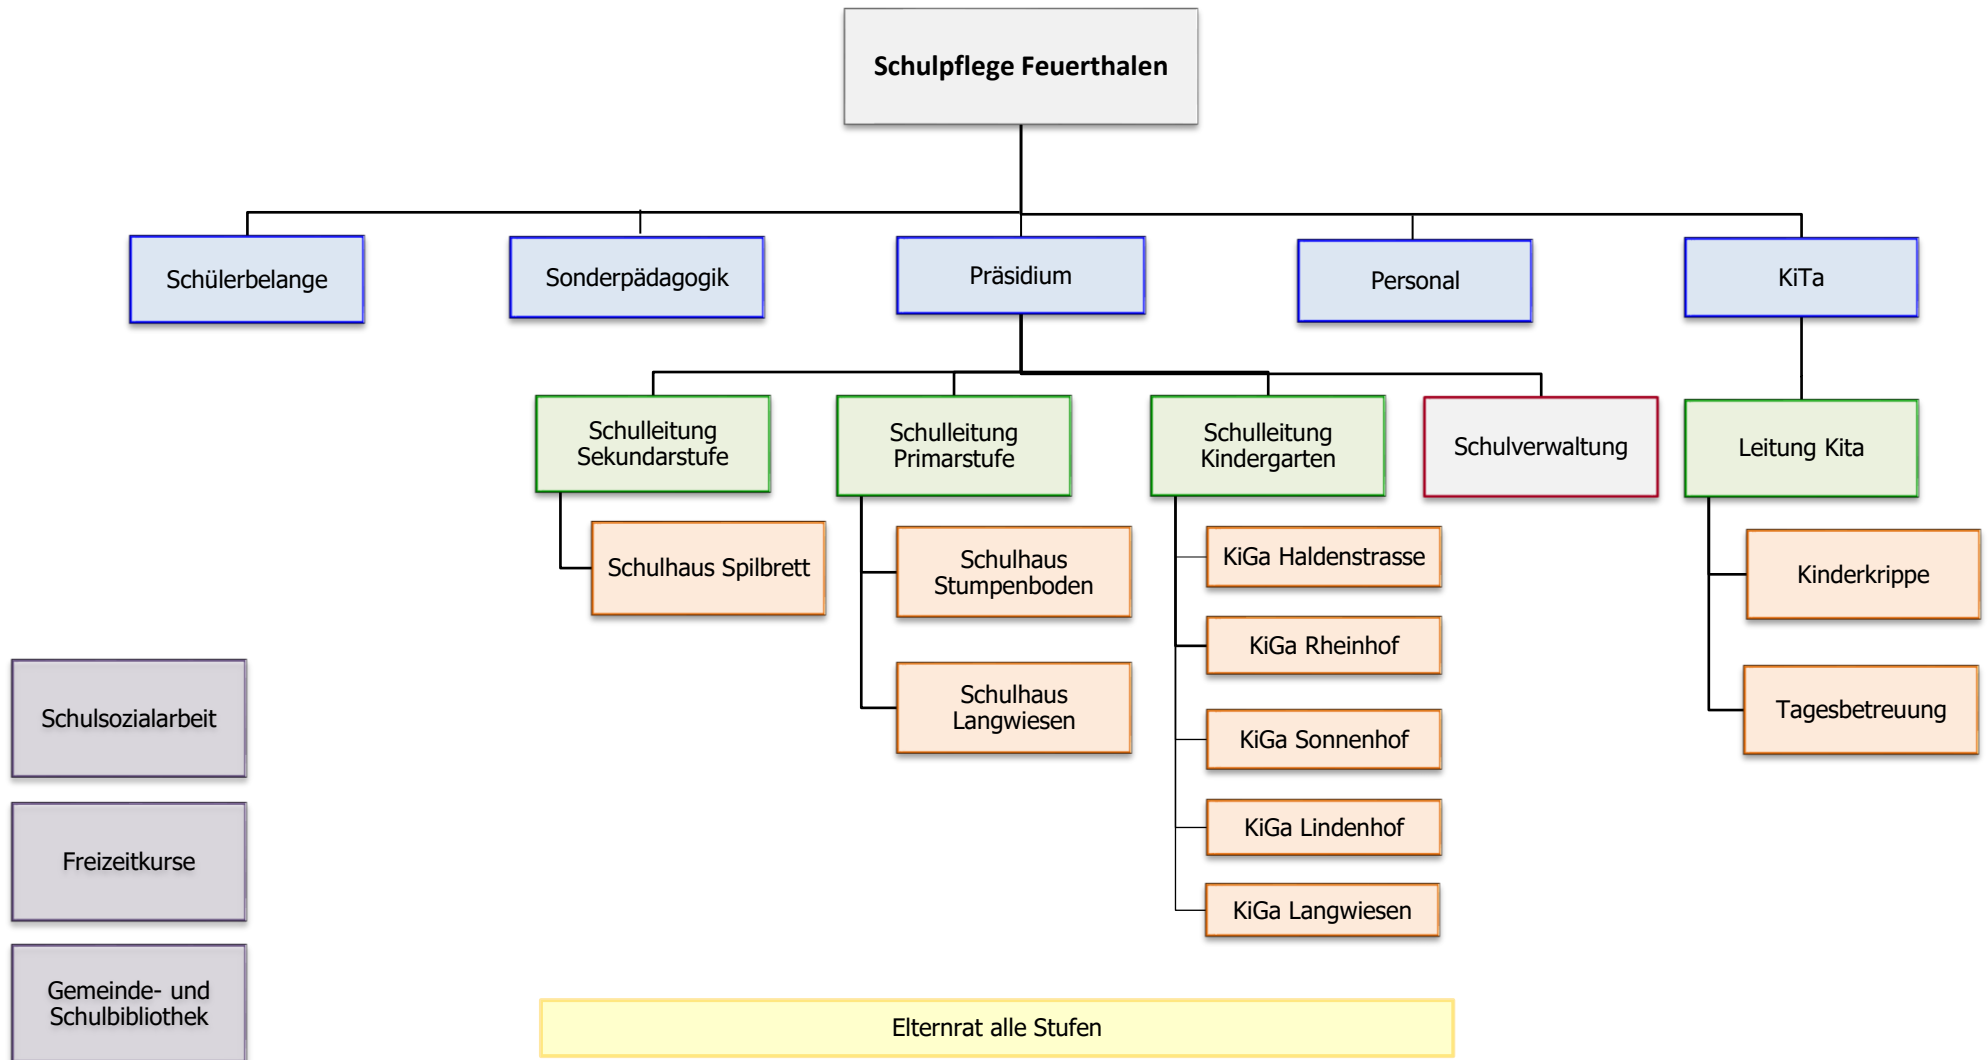 Schulpflege Feuerthalen
Schülerbelange
Sonderpädagogik
Präsidium
Personal
KiTa
Schulleitung
Sekundarstufe
Schulleitung
Primarstufe
Schulleitung
Kindergarten
Schulverwaltung
Leitung Kita
Schulhaus Spilbrett
Schulhaus
Stumpenboden
Schulhaus
Langwiesen
KiGa Haldenstrasse
KiGa Rheinhof
KiGa Sonnenhof
KiGa Lindenhof
KiGa Langwiesen
Kinderkrippe
Tagesbetreuung
Schulsozialarbeit
Freizeitkurse
Gemeinde- und
Schulbibliothek
Elternrat alle Stufen